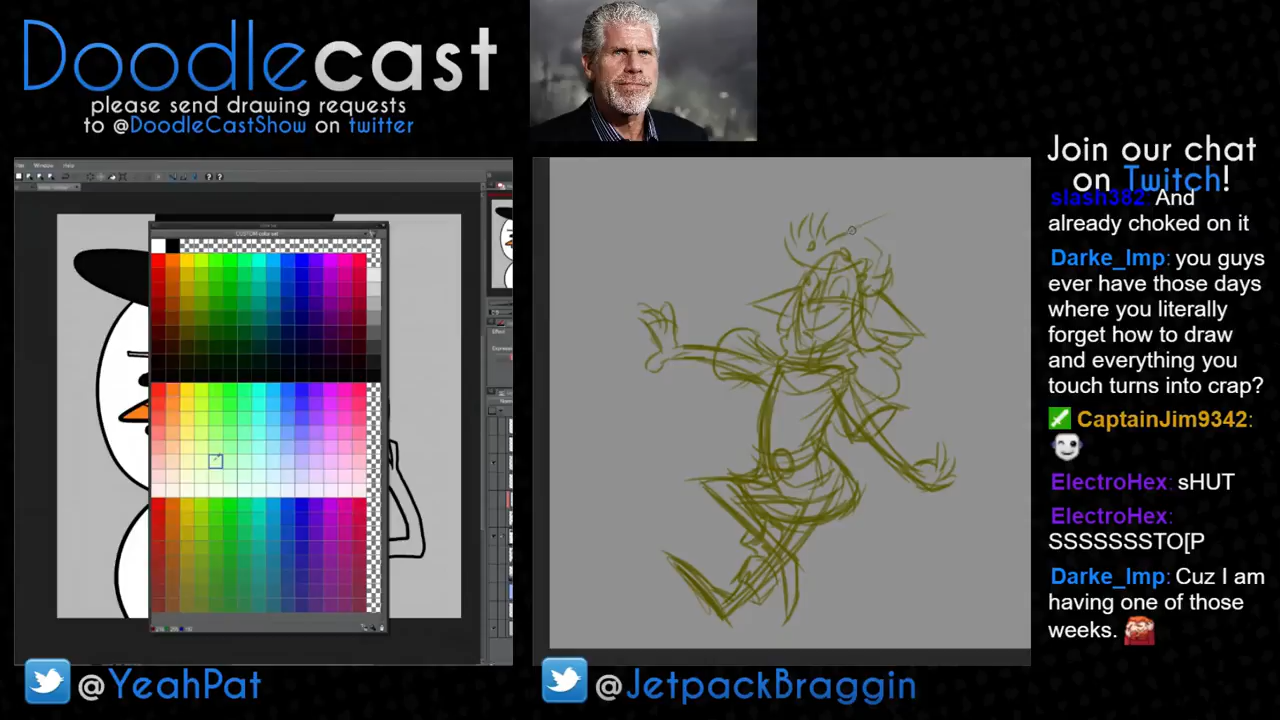 Doodlecast
please send drawing requests
to @DoodleCastShow on twitter
Window Help
Join our chat
on Twitch!
slash382: And
already choked on it
Darke_Imp: you guys
ever have those days
where you literally
forget how to draw
and everything you
touch turns into crap?
CaptainJim9342:
ElectroHex: sHUT
ElectroHex:
SSSSSSSTO[P
Darke_Imp: Cuz I am
having one of those
weeks.
@YeahPat
@JetpackBraggin